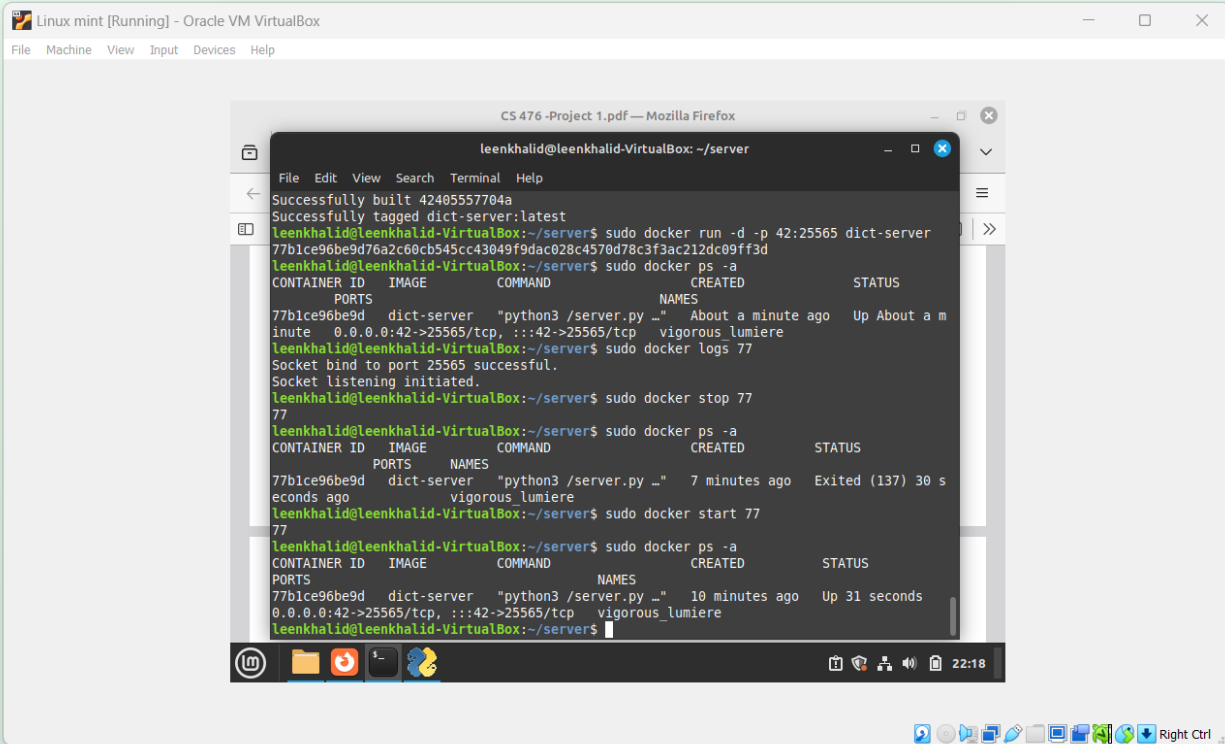 Linux mint [Running] - Oracle VM VirtualBox
File Machine View Input Devices Help
CS 476 -Project 1.pdf — Mozilla Firefox
leenkhalid@leenkhalid-VirtualBox: ~/server
File Edit View Search Terminal Help
Successfully built 42405557704a
Successfully tagged dict-server:latest
leenkhalid@leenkhalid-VirtualBox:~/server$ sudo docker run -d -p 42:25565 dict-server
77b1ce96be9d76a2c60cb545cc43049f9dac028c4570d78c3f3ac212dc09ff3d
leenkhalid@leenkhalid-VirtualBox:~/server$ sudo docker ps -a
CONTAINER ID IMAGE COMMAND CREATED STATUS
PORTS NAMES
77b1ce96be9d dict-server "python3 /server.py …" About a minute ago Up About a m
inute 0.0.0.0:42->25565/tcp, :::42->25565/tcp vigorous_lumiere
leenkhalid@leenkhalid-VirtualBox:~/server$ sudo docker logs 77
Socket bind to port 25565 successful.
Socket listening initiated.
leenkhalid@leenkhalid-VirtualBox:~/server$ sudo docker stop 77
77
leenkhalid@leenkhalid-VirtualBox:~/server$ sudo docker ps -a
CONTAINER ID IMAGE COMMAND CREATED STATUS
PORTS NAMES
77b1ce96be9d dict-server "python3 /server.py …" 7 minutes ago Exited (137) 30 s
econds ago vigorous_lumiere
leenkhalid@leenkhalid-VirtualBox:~/server$ sudo docker start 77
77
leenkhalid@leenkhalid-VirtualBox:~/server$ sudo docker ps -a
CONTAINER ID IMAGE COMMAND CREATED STATUS
PORTS NAMES
77b1ce96be9d dict-server "python3 /server.py …" 10 minutes ago Up 31 seconds
0.0.0.0:42->25565/tcp, :::42->25565/tcp vigorous_lumiere
leenkhalid@leenkhalid-VirtualBox:~/server$
22:18
Right Ctrl